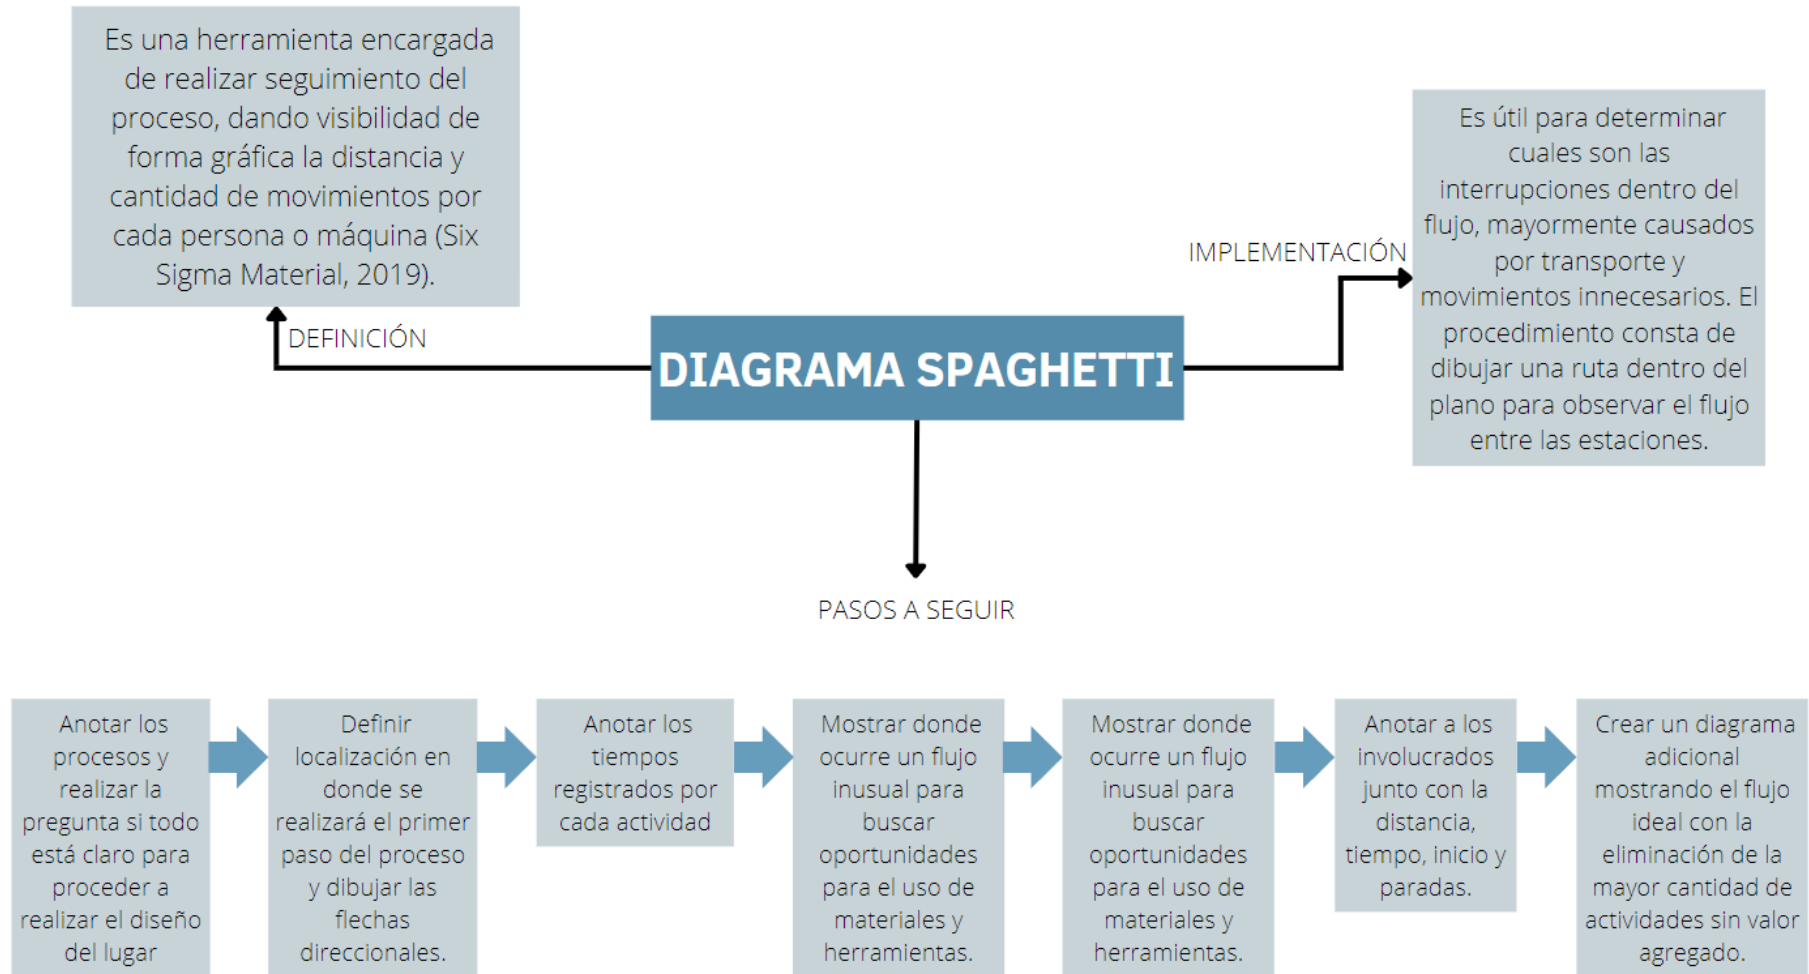 Es una herramienta encargada
de realizar seguimiento del
proceso, dando visibilidad de
forma gráfica la distancia y
cantidad de movimientos por
cada persona o máquina (Six
Sigma Material, 2019).
DEFINICIÓN
DIAGRAMA SPAGHETTI
IMPLEMENTACIÓN
Es útil para determinar
cuales son las
interrupciones dentro del
flujo, mayormente causados
por transporte y
movimientos innecesarios. El
procedimiento consta de
dibujar una ruta dentro del
plano para observar el flujo
entre las estaciones.
PASOS A SEGUIR
Anotar los
procesos y
realizar la
pregunta si todo
está claro para
proceder a
realizar el diseño
del lugar
Definir
localización en
donde se
realizará el primer
paso del proceso
y dibujar las
flechas
direccionales.
Anotar los
tiempos
registrados por
cada actividad
Mostrar donde
ocurre un flujo
inusual para
buscar
oportunidades
para el uso de
materiales y
herramientas.
Mostrar donde
ocurre un flujo
inusual para
buscar
oportunidades
para el uso de
materiales y
herramientas.
Anotar a los
involucrados
junto con la
distancia,
tiempo, inicio y
paradas.
Crear un diagrama
adicional
mostrando el flujo
ideal con la
eliminación de la
mayor cantidad de
actividades sin valor
agregado.